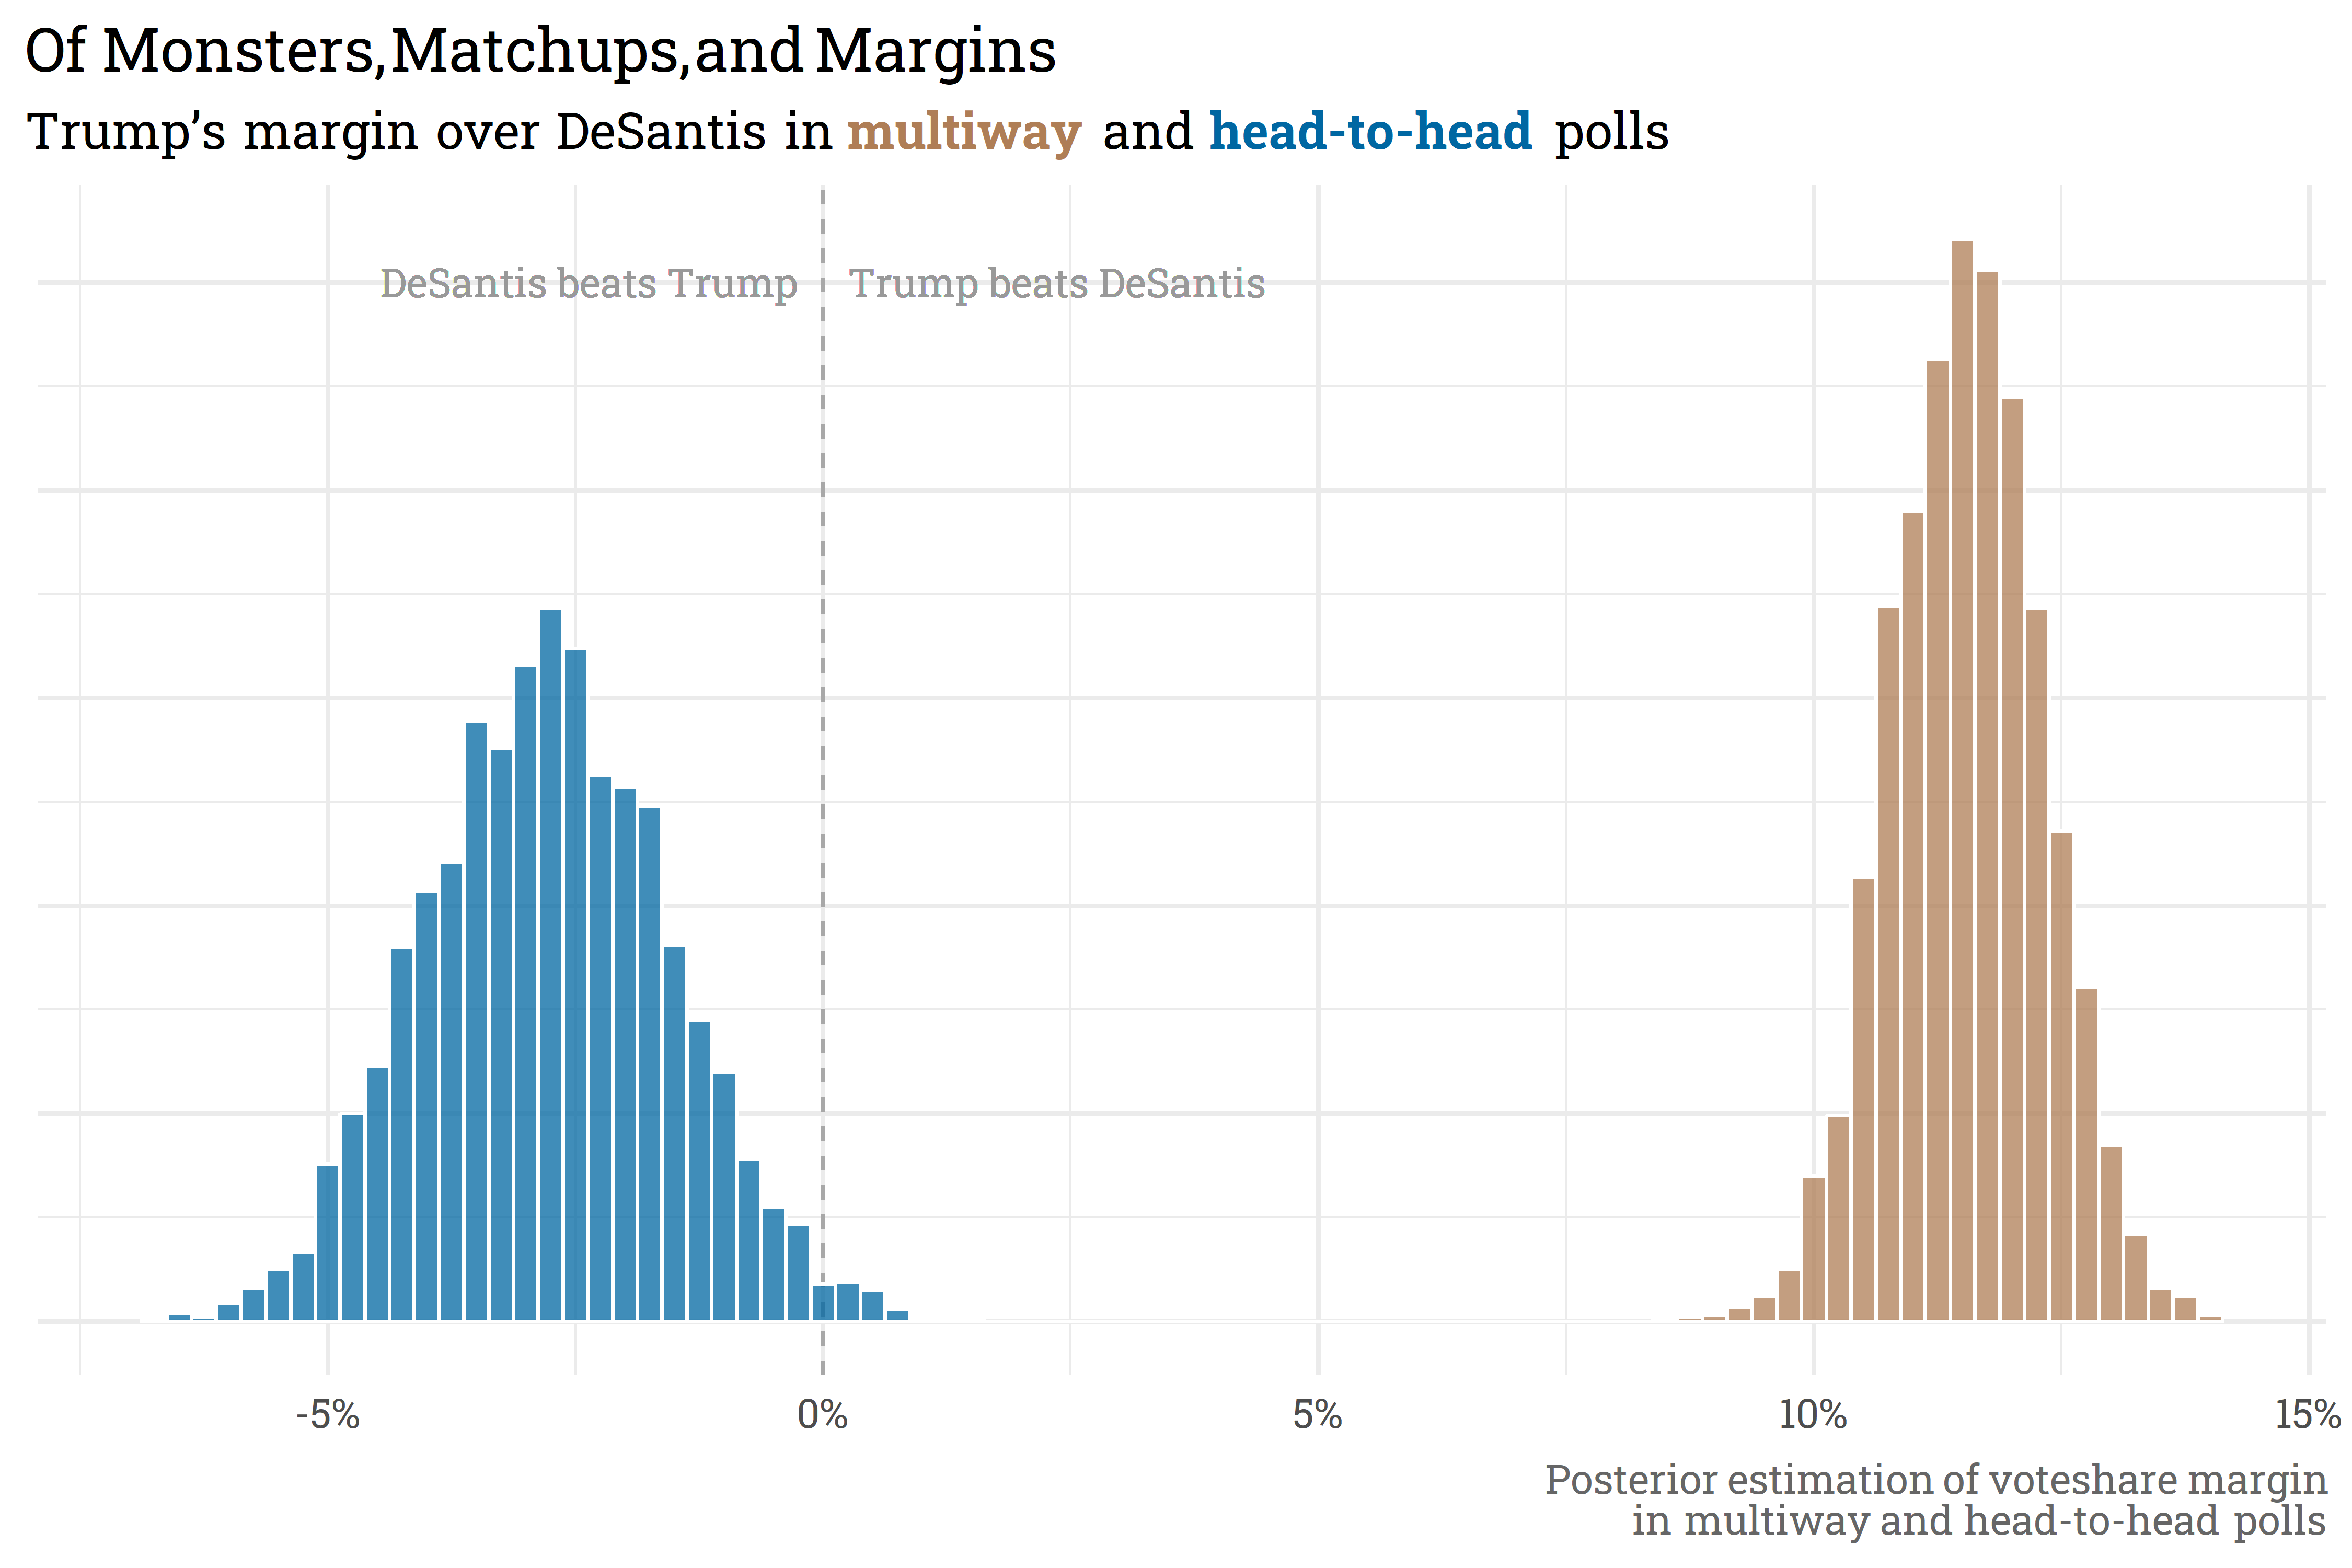 Of Monsters, Matchups, and Margins
Trump’s margin over DeSantis in multiway and head-to-head polls
DeSantis beats Trump
Trump beats DeSantis
-5%
0%
5%
10%
15%
Posterior estimation of voteshare margin
in multiway and head-to-head polls